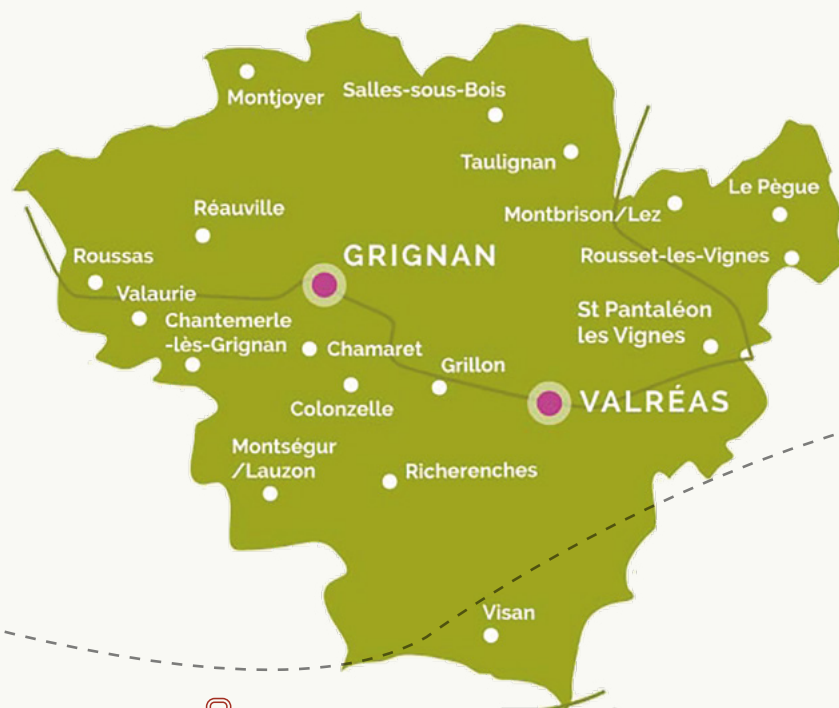 Montjoyer
Salles-sous-Bois
Taulignan
Le Pègue
Réauville
Montbrison/Lez
GRIGNAN
Roussas
Rousset-les-Vignes
Valaurie
St Pantaléon
les Vignes
Chantemerle
-lès-Grignan
Chamaret
Grillon
VALRÉAS
Colonzelle
Montségur
/Lauzon
Richerenches
Visan